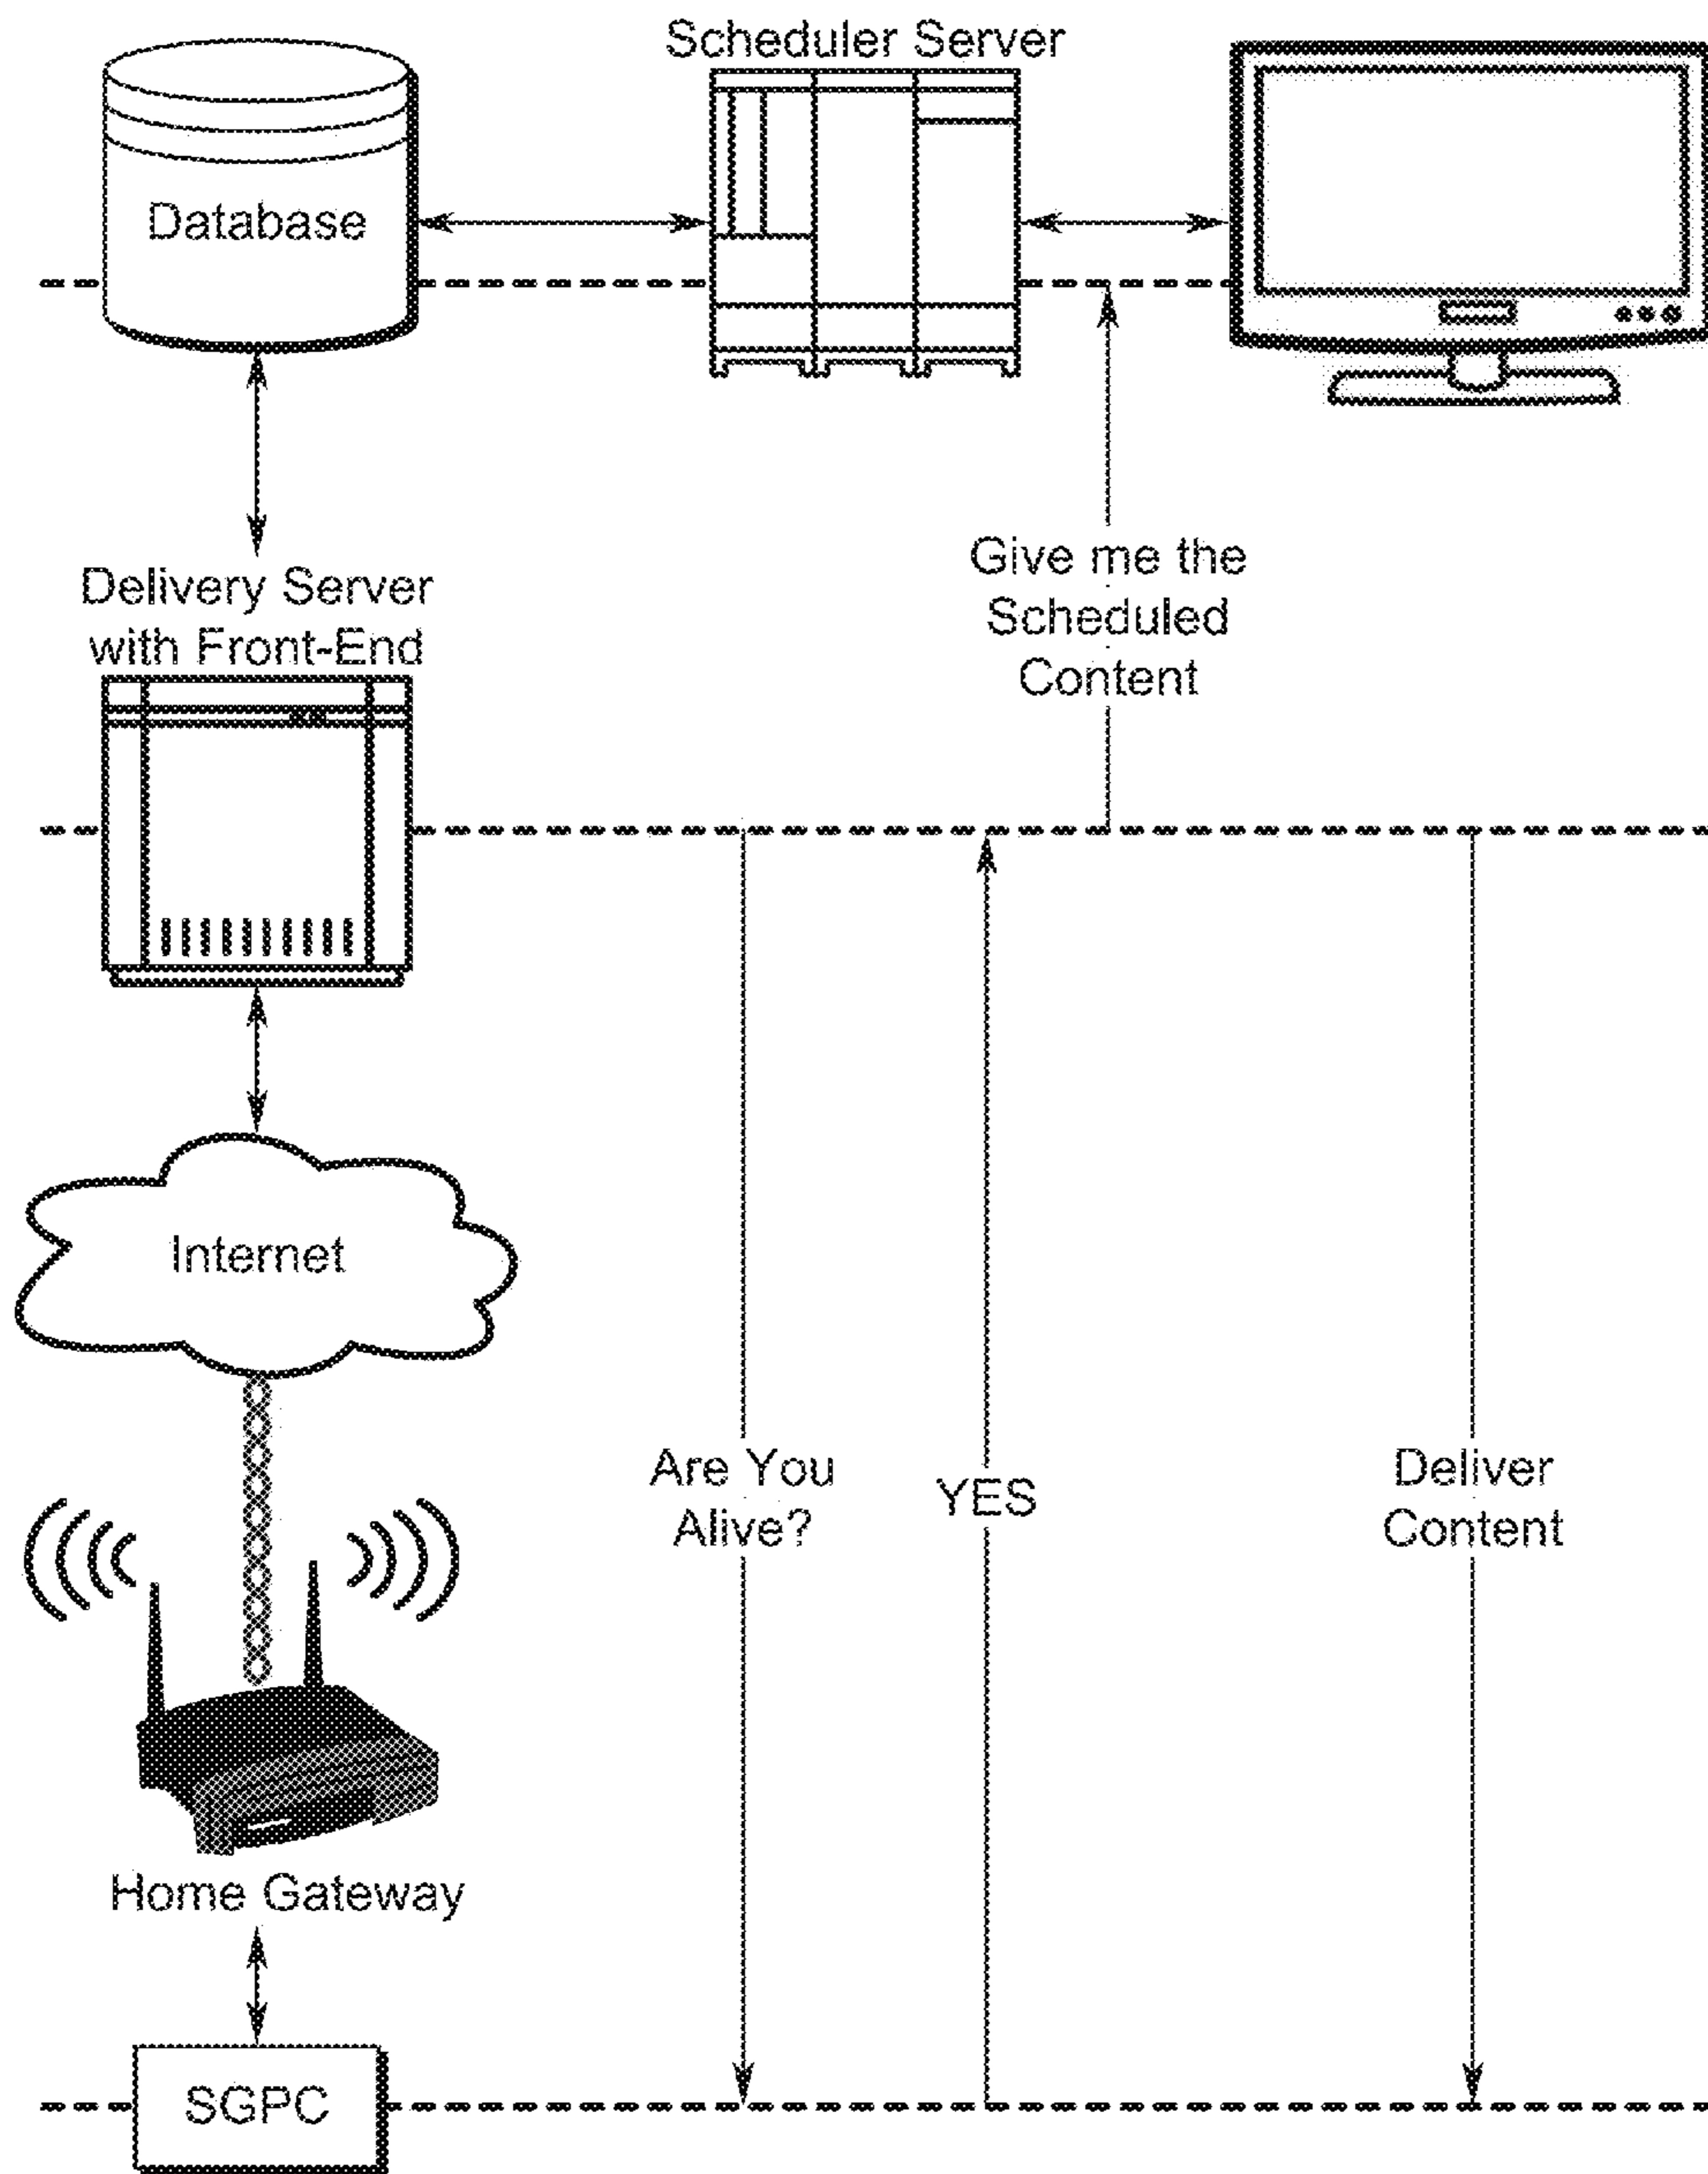 Scheduler Server
Database
Give me the
Scheduled
Content
Delivery Server
with Front-End
Internet
Are You
Alive?
YES
Deliver
Content
Home Gateway
SGPC